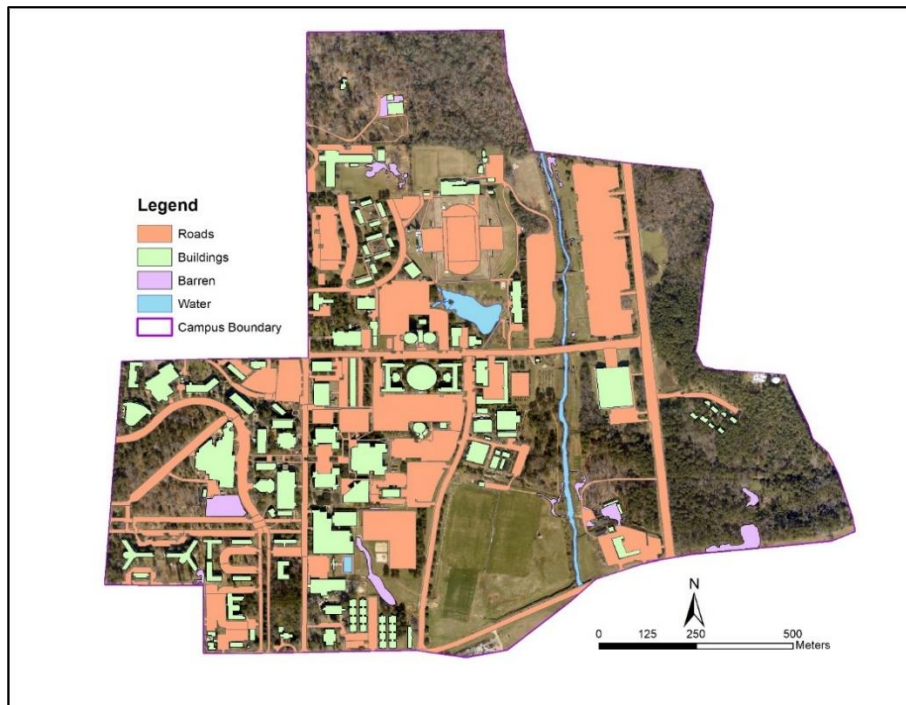 Legend
Roads
Buildings
Barren
Water
Campus Boundary
N
0 125 250 500
Meters